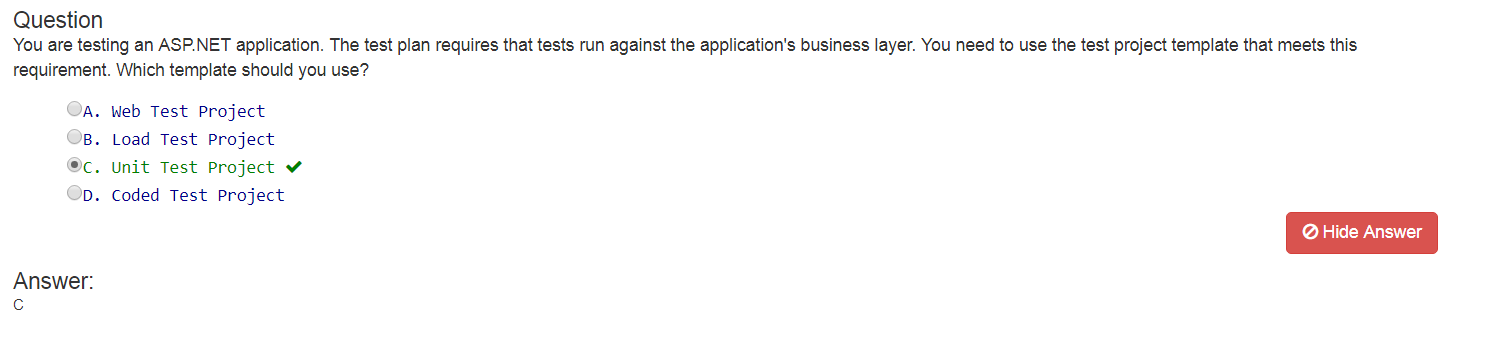 Question
You are testing an ASP.NET application. The test plan requires that tests run against the application's business layer. You need to use the test project template that meets this
requirement. Which template should you use?
A. Web Test Project
B. Load Test Project
C. Unit Test Project
D. Coded Test Project
Hide Answer
Answer:
C